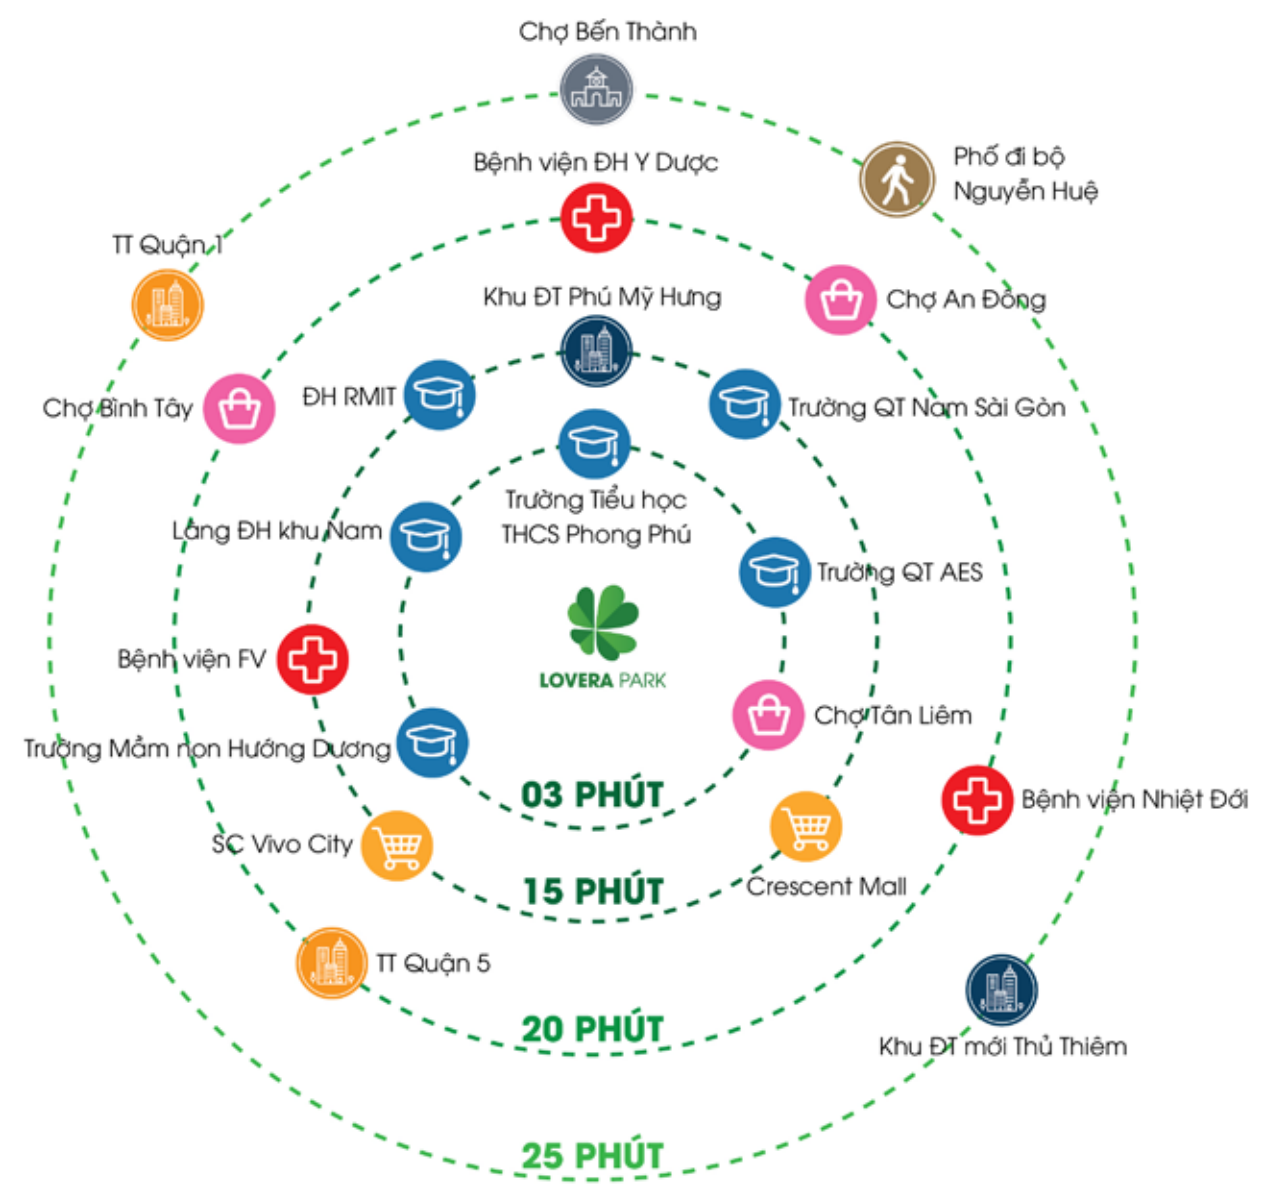 Chợ Bến Thành
Phố đi bộ
Nguyễn Huệ
Bệnh viện ĐH Y Dược
TT Quận 1
Khu ĐT Phú Mỹ Hưng
Chợ An Đông
ĐH RMIT
Chợ Bình Tây
Trường QT Nam Sài Gòn
Trường Tiểu học
THCS Phong Phú
Làng ĐH khu Nam
Trường QT AES
Bệnh viện FV
LOVERA PARK
Chợ Tân Liêm
Trường Mầm non Hướng Dương
03 PHÚT
Bệnh viện Nhiệt Đới
SC Vivo City
Crescent Mall
15 PHÚT
TT Quận 5
20 PHÚT
Khu ĐT mới Thủ Thiêm
25 PHÚT